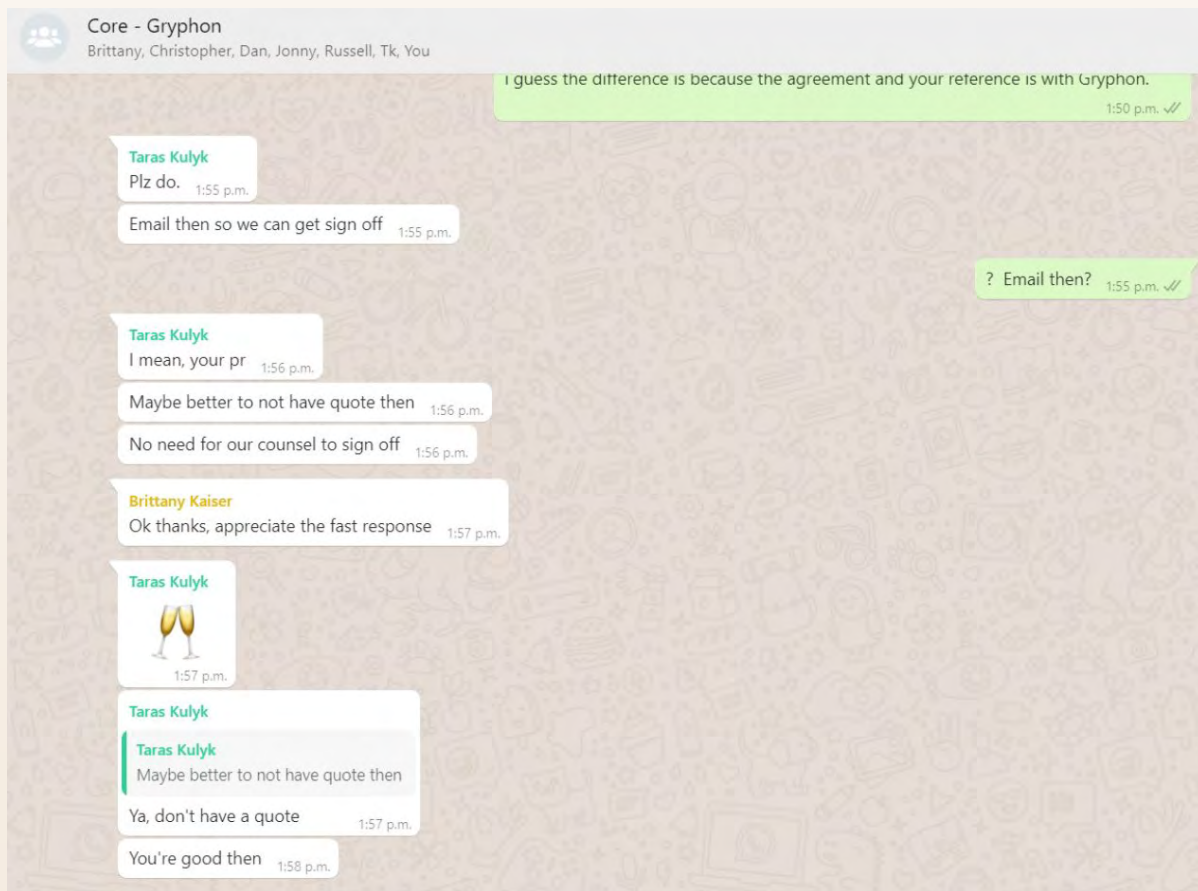 Core - Gryphon
Brittany, Christopher, Dan, Jonny, Russell, Tk, You
I guess the difference is because the agreement and your reference is with Gryphon.
1:50 p.m.
Taras Kulyk
Plz do. 1:55 p.m.
Email then so we can get sign off 1:55 p.m.
? Email then? 1:55 p.m.
Taras Kulyk
I mean, your pr 1:56 p.m.
Maybe better to not have quote then 1:56 p.m.
No need for our counsel to sign off 1:56 p.m.
Brittany Kaiser
Ok thanks, appreciate the fast response 1:57 p.m.
Taras Kulyk
1:57 p.m.
Taras Kulyk
Taras Kulyk
Maybe better to not have quote then
Ya, don't have a quote 1:57 p.m.
You're good then 1:58 p.m.